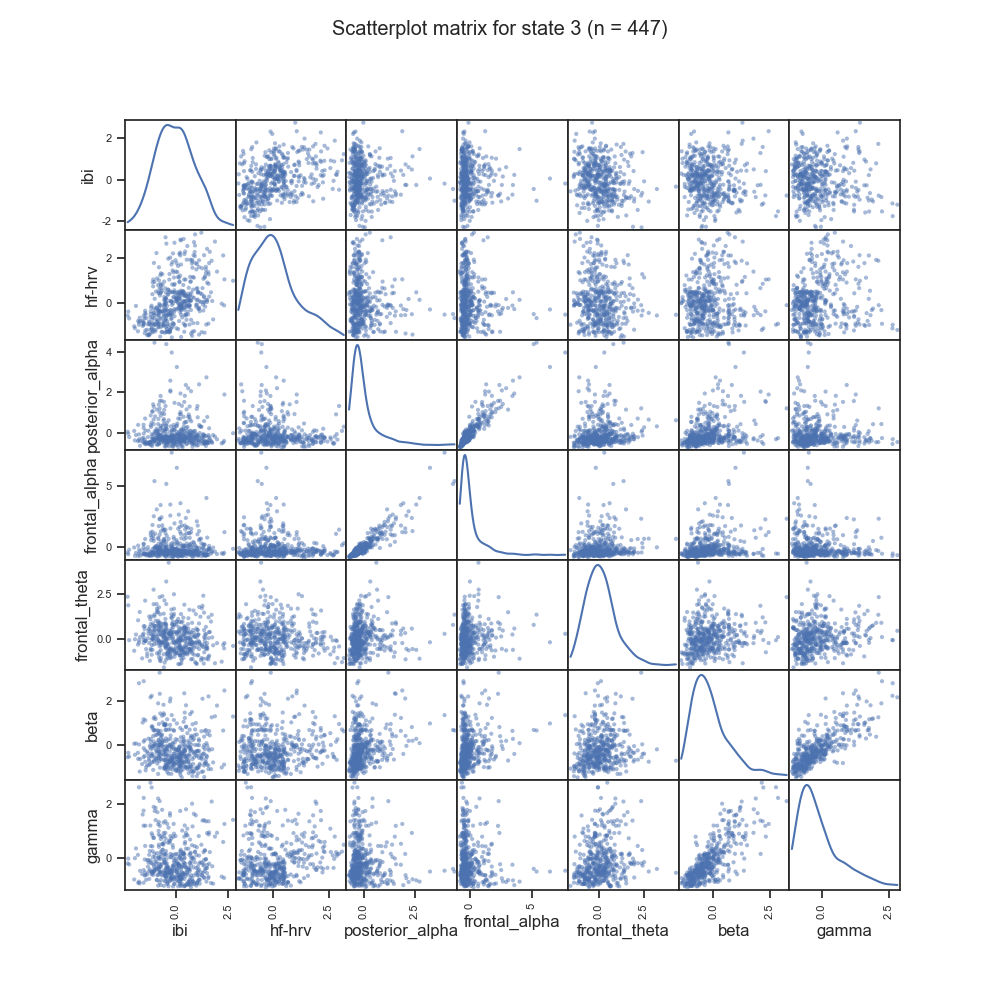 Scatterplot matrix for state 3 (n = 447)
ibi
2
0
-2
hf-hrv
2
0
posterior_alpha
4
2
0
frontal_alpha
5
0
frontal_theta
2.5
0.0
beta
2
0
gamma
2
0
0.0 2.5 0.0 2.5 0.0 2.5 0 5 0.0 2.5 0.0 2.5 0.0 2.5
ibi hf-hrv posterior_alpha frontal_alpha frontal_theta beta gamma